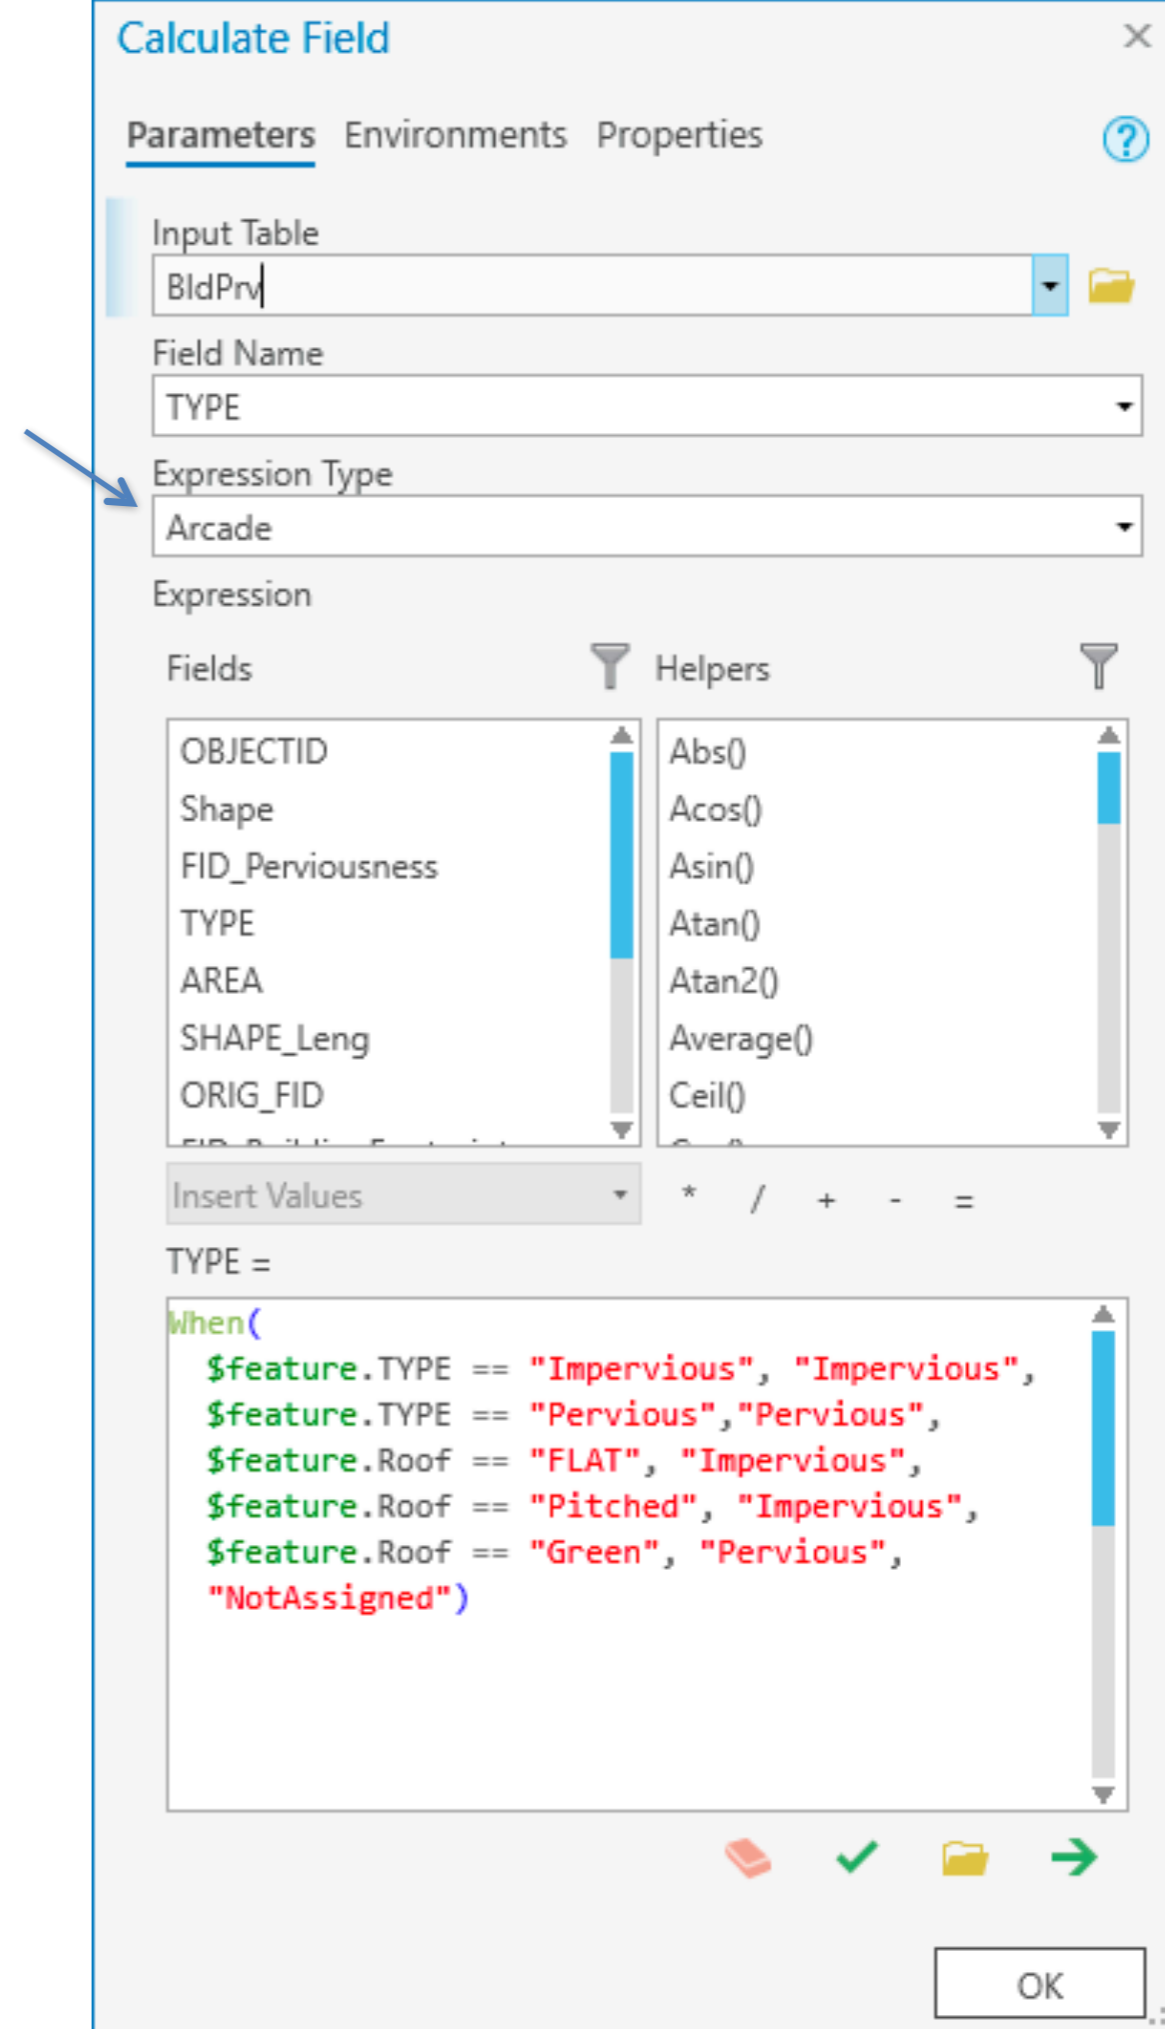 Calculate Field
Parameters Environments Properties
Input Table
BldPrv
Field Name
TYPE
Expression Type
Arcade
Expression
Fields
Helpers
OBJECTID
Shape
FID_Perviousness
TYPE
AREA
SHAPE_Leng
ORIG_FID
Abs()
Acos()
Asin()
Atan()
Atan2()
Average()
Ceil()
Insert Values
* / + - =
TYPE =
When(
$feature.TYPE == "Impervious", "Impervious",
$feature.TYPE == "Pervious","Pervious",
$feature.Roof == "FLAT", "Impervious",
$feature.Roof == "Pitched", "Impervious",
$feature.Roof == "Green", "Pervious",
"NotAssigned")
OK